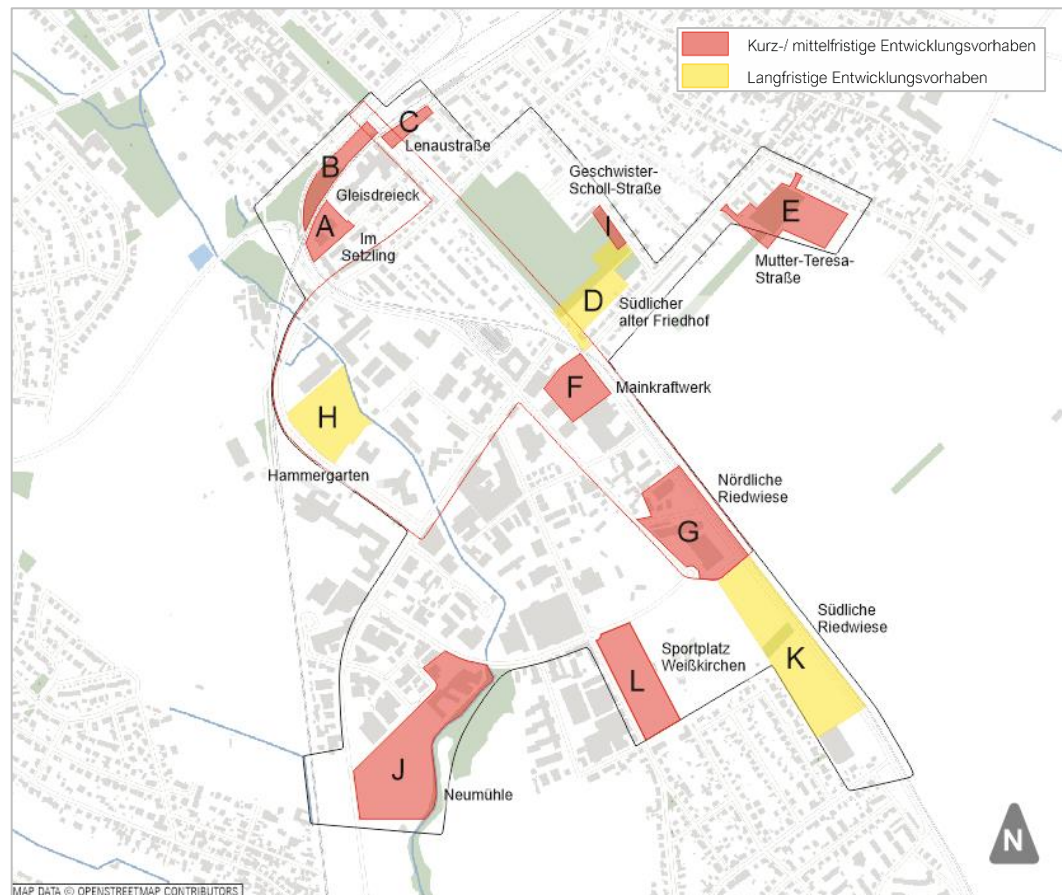 Kurz-/ mittelfristige Entwicklungsvorhaben
Langfristige Entwicklungsvorhaben
C
Lenaustraße
B
Gleisdreieck
A
Im
Setzling
Geschwister-
Scholl-Straße
I
E
Mutter-Teresa-
Straße
D
Südlicher
alter Friedhof
F
Mainkraftwerk
H
Hammergarten
Nördliche
Riedwiese
G
Südliche
Riedwiese
K
Sportplatz
Weißkirchen
L
J
Neumühle
N
MAP DATA © OPENSTREETMAP CONTRIBUTORS